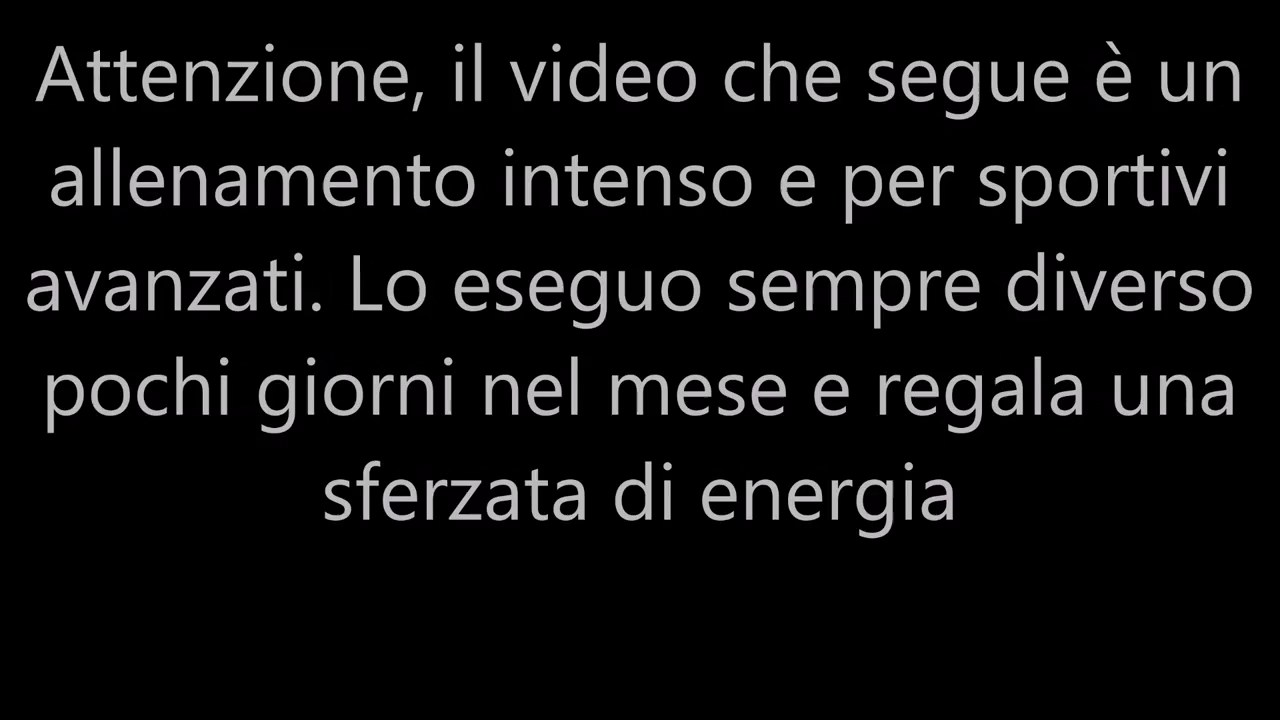 Attenzione, il video che segue è un
allenamento intenso e per sportivi
avanzati. Lo eseguo sempre diverso
pochi giorni nel mese e regala una
sferzata di energia